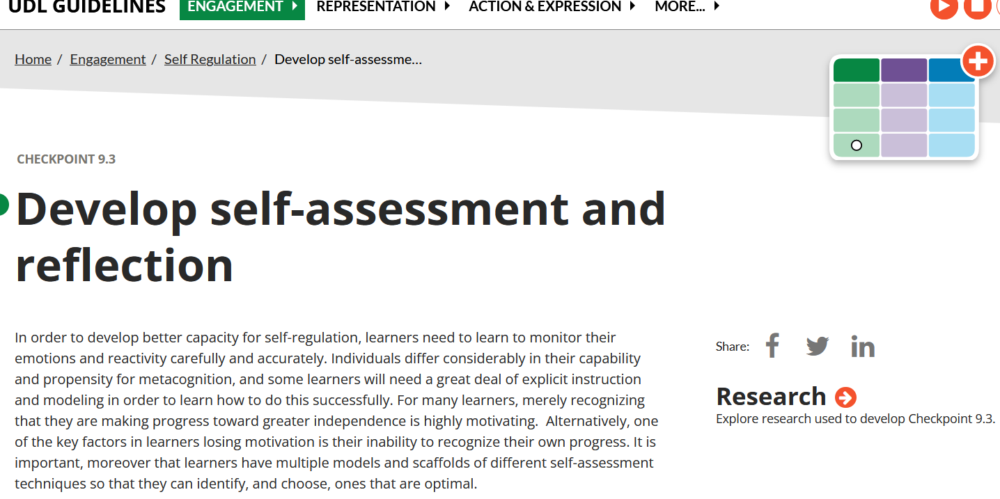 UDL GUIDELINES ENGAGEMENT REPRESENTATION ACTION & EXPRESSION MORE...
Home / Engagement / Self Regulation / Develop self-assessme...
CHECKPOINT 9.3
Develop self-assessment and
reflection
In order to develop better capacity for self-regulation, learners need to learn to monitor their
emotions and reactivity carefully and accurately. Individuals differ considerably in their capability
and propensity for metacognition, and some learners will need a great deal of explicit instruction
and modeling in order to learn how to do this successfully. For many learners, merely recognizing
that they are making progress toward greater independence is highly motivating.  Alternatively, one
of the key factors in learners losing motivation is their inability to recognize their own progress. It is
important, moreover that learners have multiple models and scaffolds of different self-assessment
techniques so that they can identify, and choose, ones that are optimal.
Share:
Research
Explore research used to develop Checkpoint 9.3.